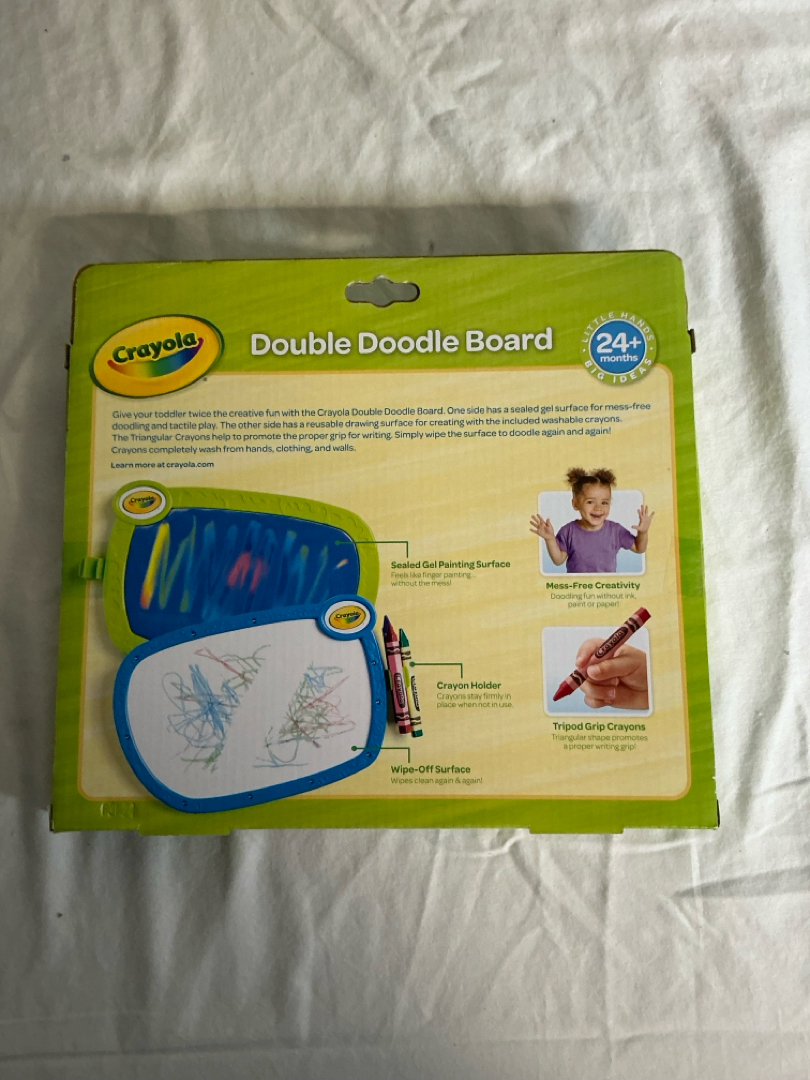 Crayola
Double Doodle Board
LITTLE HANDS
24+
months
BIG IDEAS
Give your toddler twice the creative fun with the Crayola Double Doodle Board. One side has a sealed gel surface for mess-free
doodling and tactile play. The other side has a reusable drawing surface for creating with the included washable crayons.
The Triangular Crayons help to promote the proper grip for writing. Simply wipe the surface to doodle again and again!
Crayons completely wash from hands, clothing, and walls.
Learn more at crayola.com
Crayola
Sealed Gel Painting Surface
Feels like finger painting...
without the mess!
Mess-Free Creativity
Doodling fun without ink,
paint or paper!
Crayola
Crayola
Crayola
Crayon Holder
Crayons stay firmly in
place when not in use.
Tripod Grip Crayons
Triangular shape promotes
a proper writing grip!
Wipe-Off Surface
Wipes clean again & again!